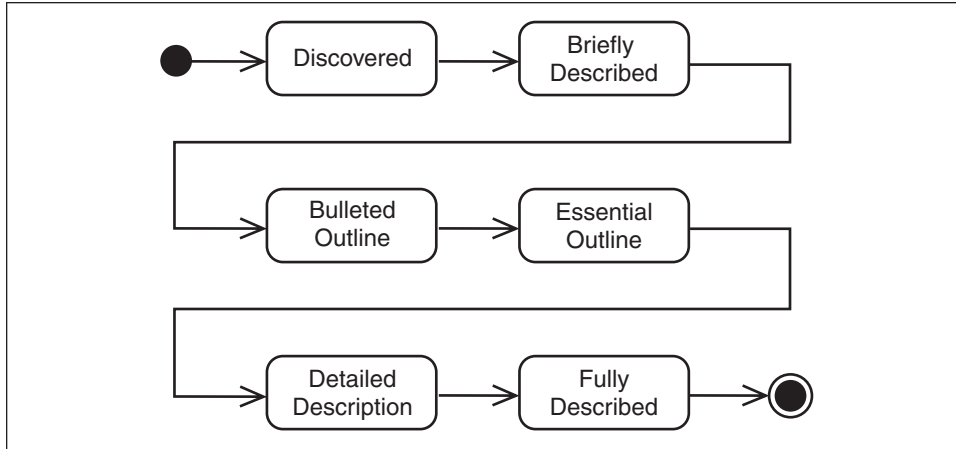 Discovered
Briefly
Described
Bulleted
Outline
Essential
Outline
Detailed
Description
Fully
Described